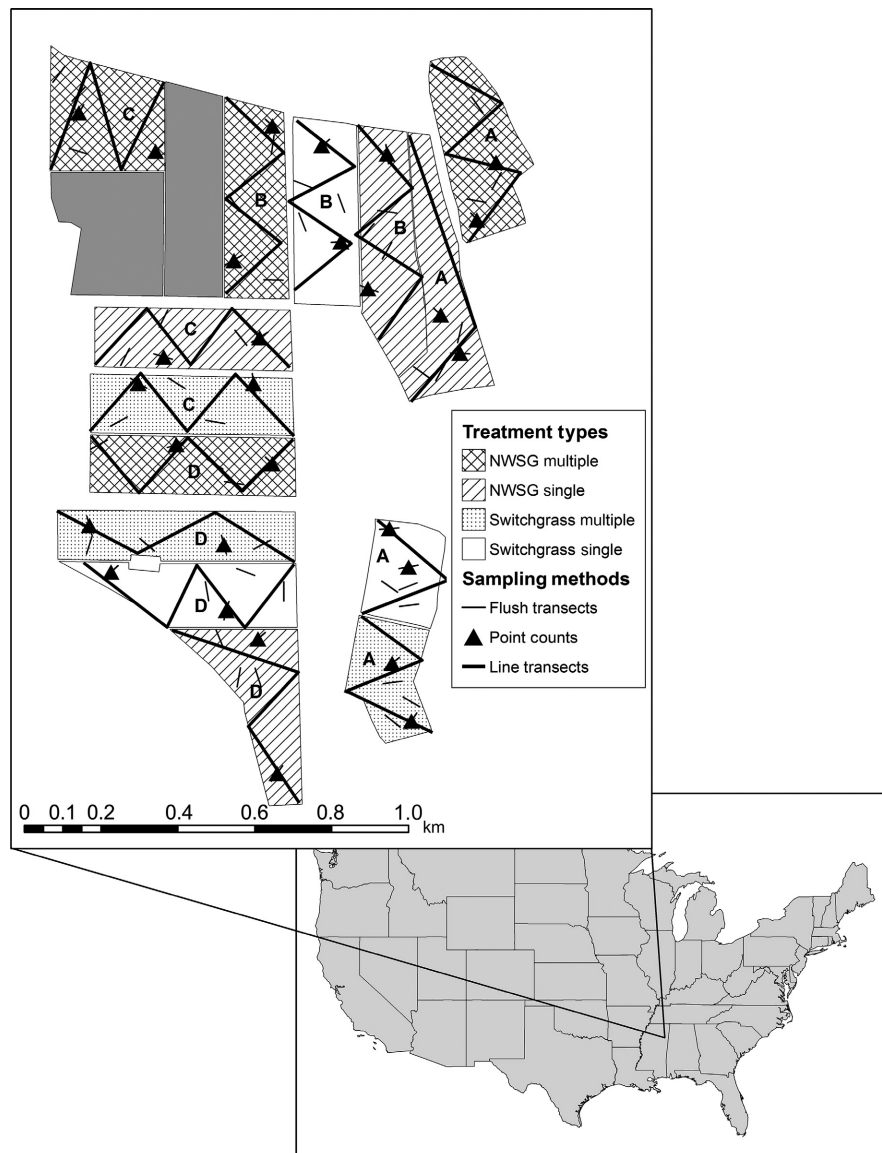 C
B
B
B
A
A
C
C
D
D
D
D
A
A
Treatment types
NWSG multiple
NWSG single
Switchgrass multiple
Switchgrass single
Sampling methods
Flush transects
Point counts
Line transects
0 0.1 0.2 0.4 0.6 0.8 1.0
km